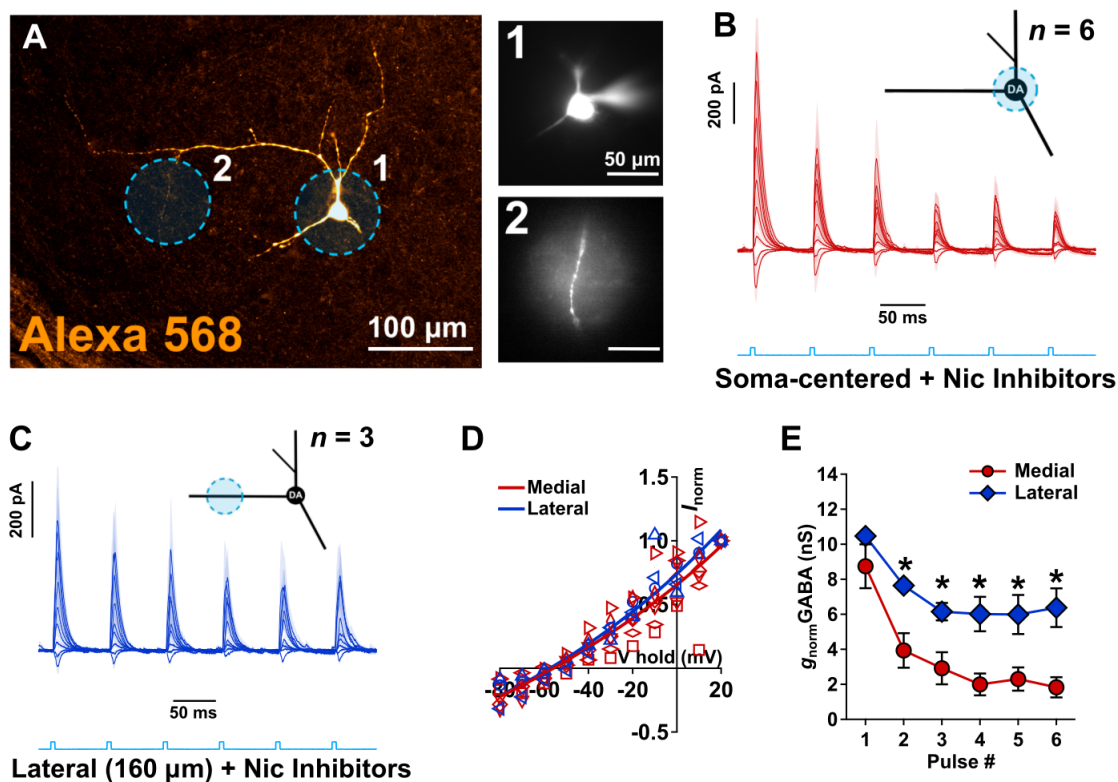 A
2
1
Alexa 568
100 µm
1
50 µm
2
B
n = 6
200 pA
DA
50 ms
Soma-centered + Nic Inhibitors
C
n = 3
200 pA
DA
50 ms
Lateral (160 µm) + Nic Inhibitors
D
Medial
Lateral
Inorm
1.5
1.0
0.5
V hold (mV)
-80 -60 -40 -20 20
-0.5
E
Medial
Lateral
gnormGABA (nS)
14
12
10
8
6
4
2
0
* * * * *
1 2 3 4 5 6
Pulse #